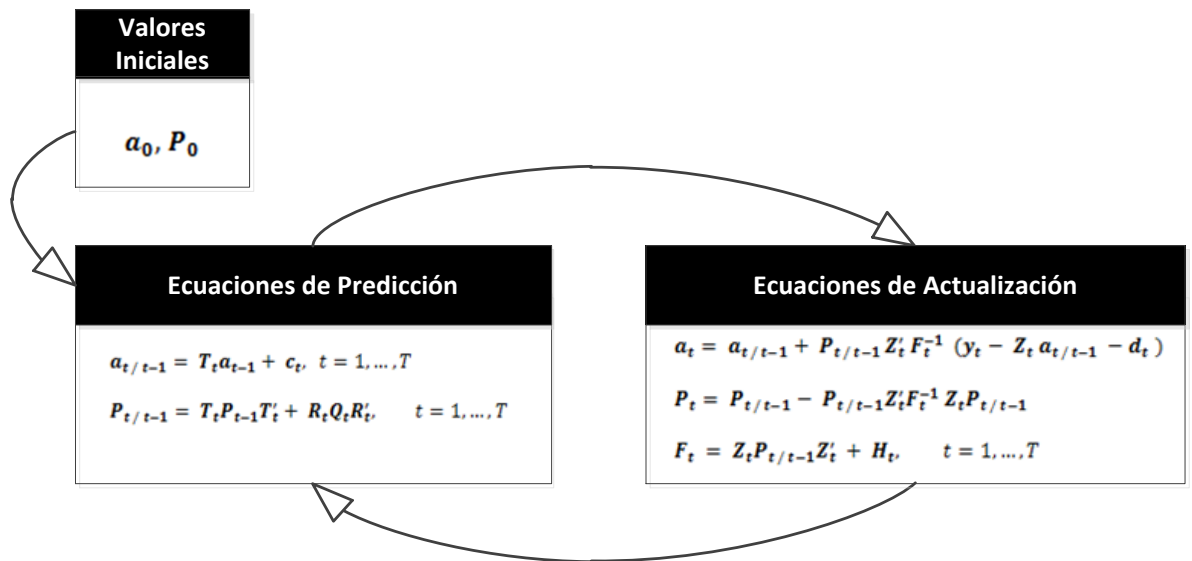 Valores
Iniciales
a₀, P₀
Ecuaciones de Predicción
a_{t/t−1} = T_t a_{t−1} + c_t, t = 1, ..., T
P_{t/t−1} = T_t P_{t−1} T′_t + R_t Q_t R′_t, t = 1, ..., T
Ecuaciones de Actualización
a_t = a_{t/t−1} + P_{t/t−1} Z′_t F_t^{−1} (y_t − Z_t a_{t/t−1} − d_t )
P_t = P_{t/t−1} − P_{t/t−1} Z′_t F_t^{−1} Z_t P_{t/t−1}
F_t = Z_t P_{t/t−1} Z′_t + H_t, t = 1, ..., T